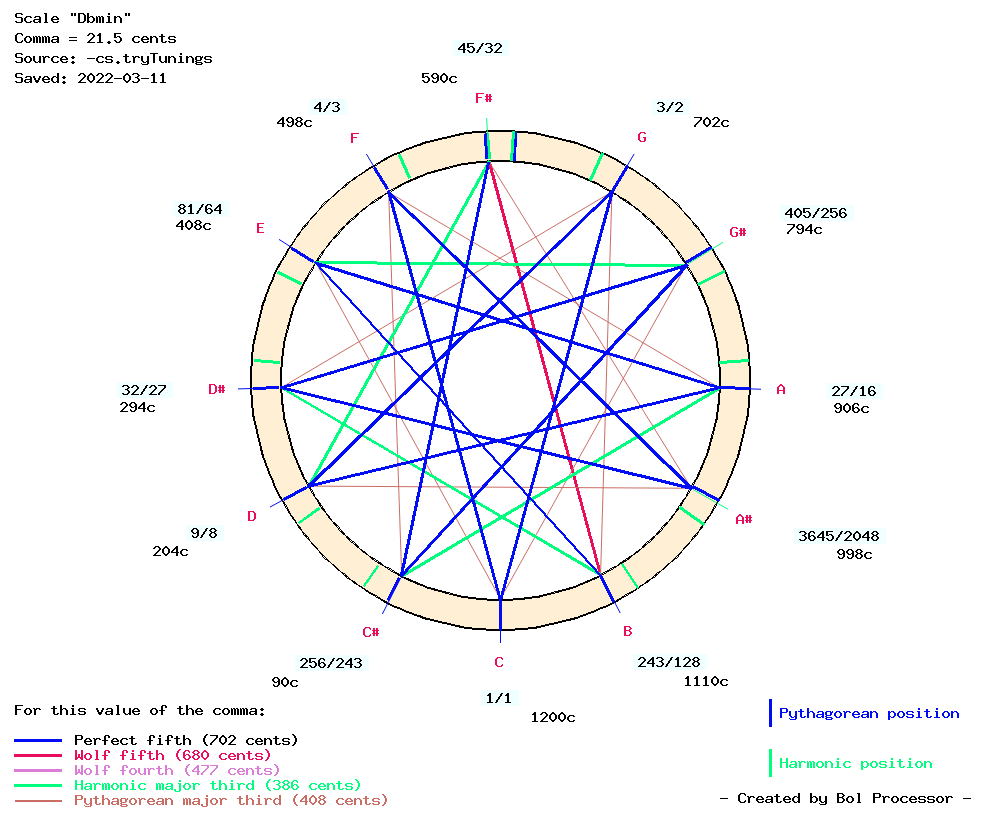 Scale "Dbmin"
Comma = 21.5 cents
Source: -cs.tryTunings
Saved: 2022-03-11
45/32
590c
F#
4/3
498c
F
3/2
702c
G
81/64
408c
E
405/256
794c
G#
32/27
294c
D#
A
27/16
906c
9/8
204c
D
A#
3645/2048
998c
256/243
90c
C#
C
1/1
1200c
B
243/128
1110c
For this value of the comma:
Perfect fifth (702 cents)
Wolf fifth (680 cents)
Wolf fourth (477 cents)
Harmonic major third (386 cents)
Pythagorean major third (408 cents)
Pythagorean position
Harmonic position
- Created by Bol Processor -